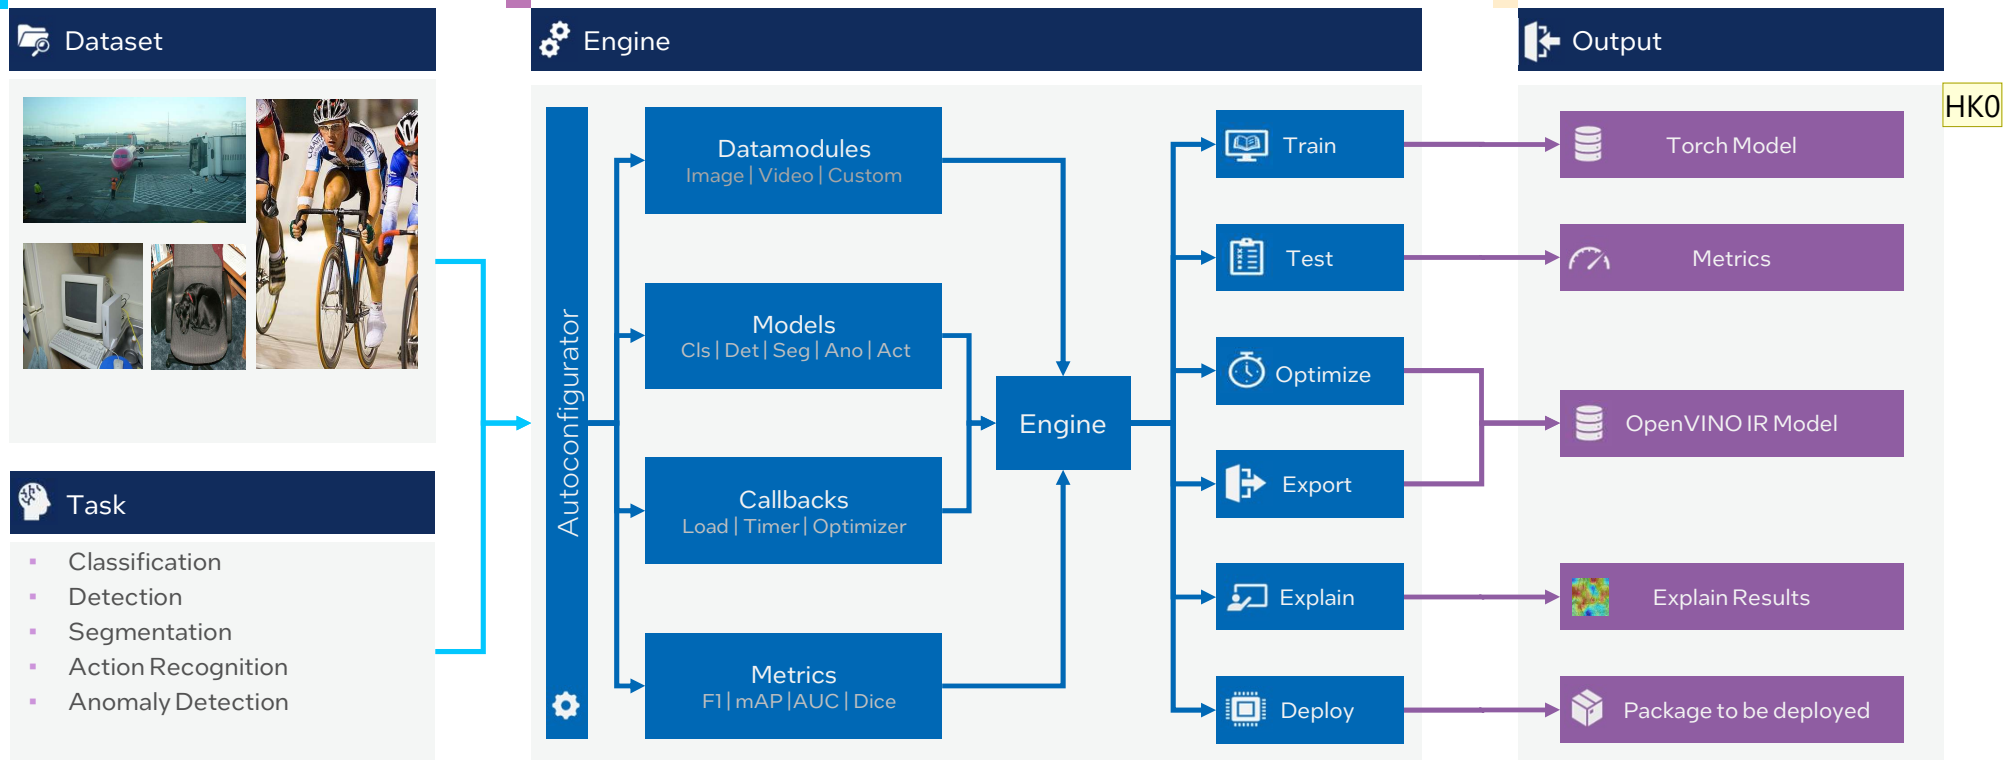 Dataset
Task
Classification
Detection
Segmentation
Action Recognition
Anomaly Detection
Engine
Autoconfigurator
Datamodules
Image | Video | Custom
Models
Cls | Det | Seg | Ano | Act
Callbacks
Load | Timer | Optimizer
Metrics
F1 | mAP |AUC | Dice
Engine
Train
Test
Optimize
Export
Explain
Deploy
Output
HK0
Torch Model
Metrics
OpenVINO IR Model
Explain Results
Package to be deployed